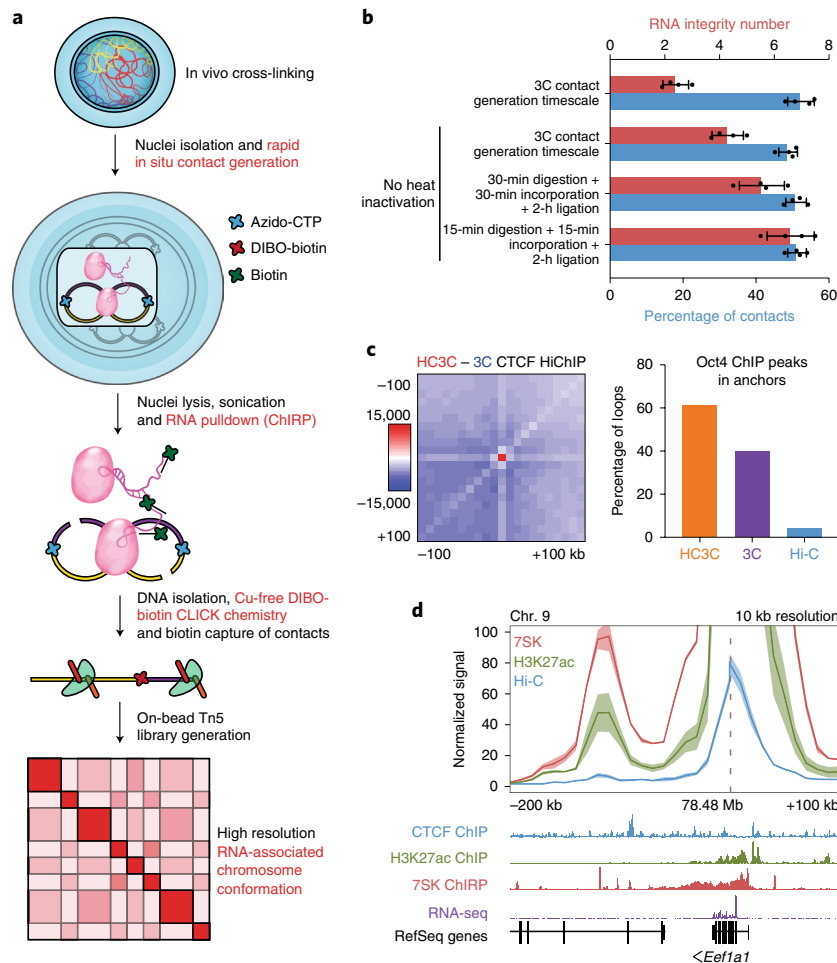 a
In vivo cross-linking
Nuclei isolation and rapid
in situ contact generation
Azido-CTP
DIBO-biotin
Biotin
Nuclei lysis, sonication
and RNA pulldown (ChIRP)
DNA isolation, Cu-free DIBO-
biotin CLICK chemistry
and biotin capture of contacts
On-bead Tn5
library generation
High resolution
RNA-associated
chromosome
conformation
b
RNA integrity number
0 2 4 6 8
3C contact
generation timescale
No heat
inactivation
3C contact
generation timescale
30-min digestion +
30-min incorporation
+ 2-h ligation
15-min digestion + 15-min
incorporation +
2-h ligation
0 20 40 60
Percentage of contacts
c
HC3C – 3C CTCF HiChIP
–100
15,000
–15,000
+100
–100 +100 kb
Oct4 ChIP peaks
in anchors
Percentage of loops
80
60
40
20
0
HC3C 3C Hi-C
d
Chr. 9 10 kb resolution
7SK
H3K27ac
Hi-C
Normalized signal
100
80
60
40
20
0
–200 kb 78.48 Mb +100 kb
CTCF ChIP
H3K27ac ChIP
7SK ChIRP
RNA-seq
RefSeq genes
<Eef1a1